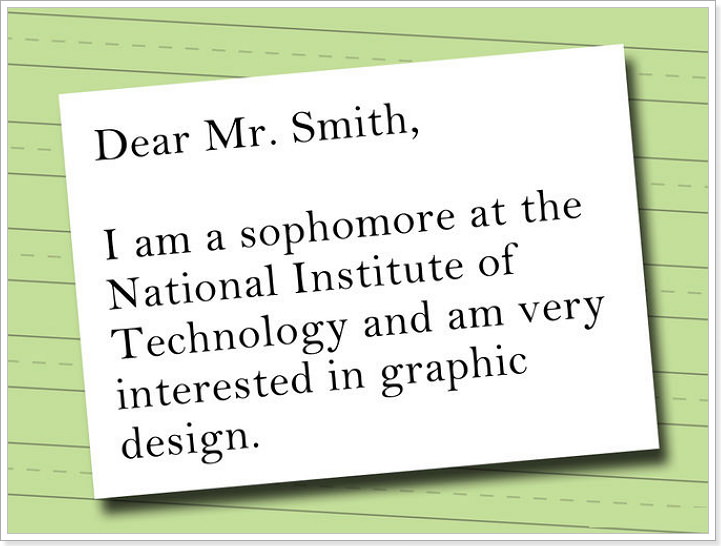 Dear Mr. Smith,
I am a sophomore at the
National Institute of
Technology and am very
interested in graphic
design.